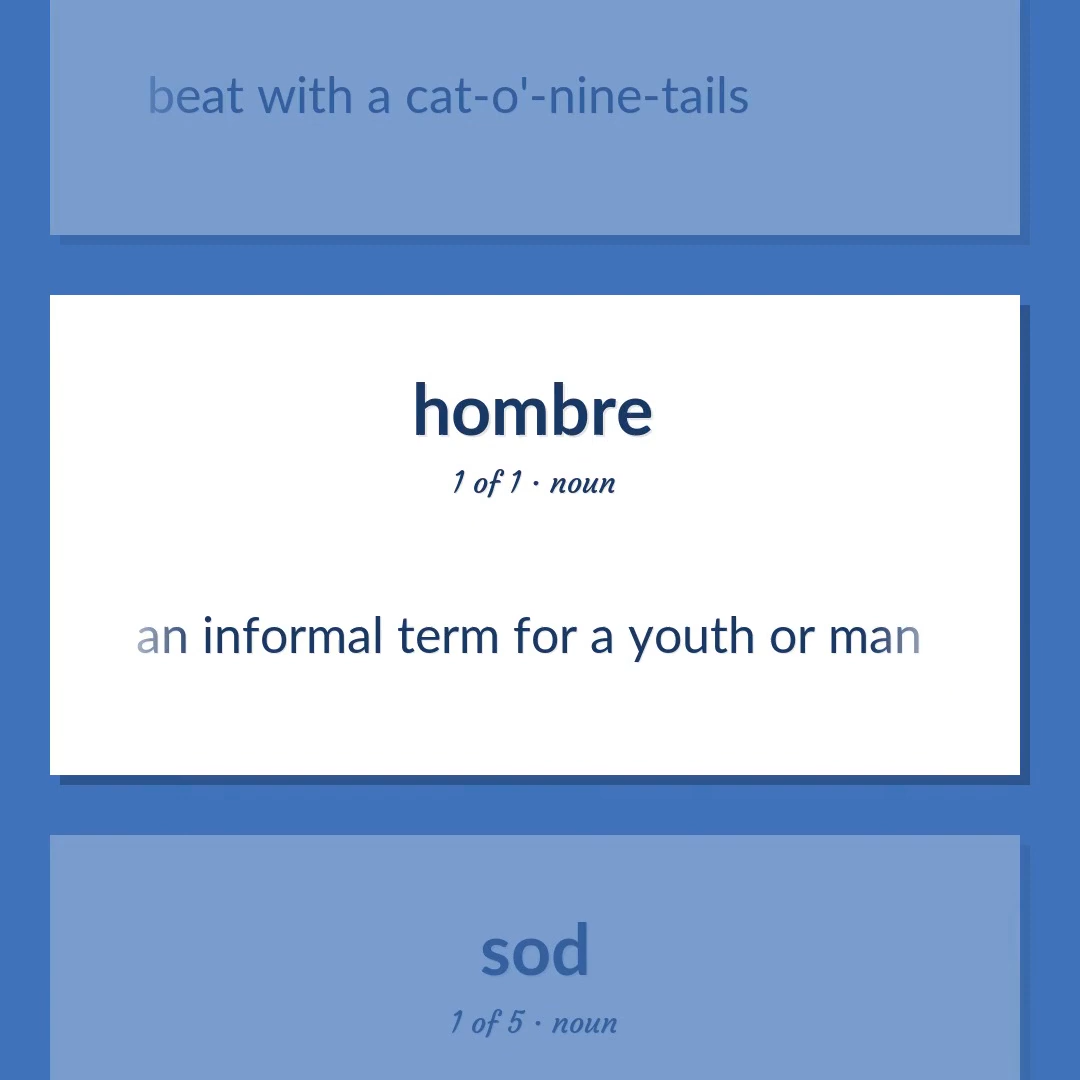 beat with a cat-o'-nine-tails
hombre
1 of 1 · noun
an informal term for a youth or man
sod
1 of 5 · noun